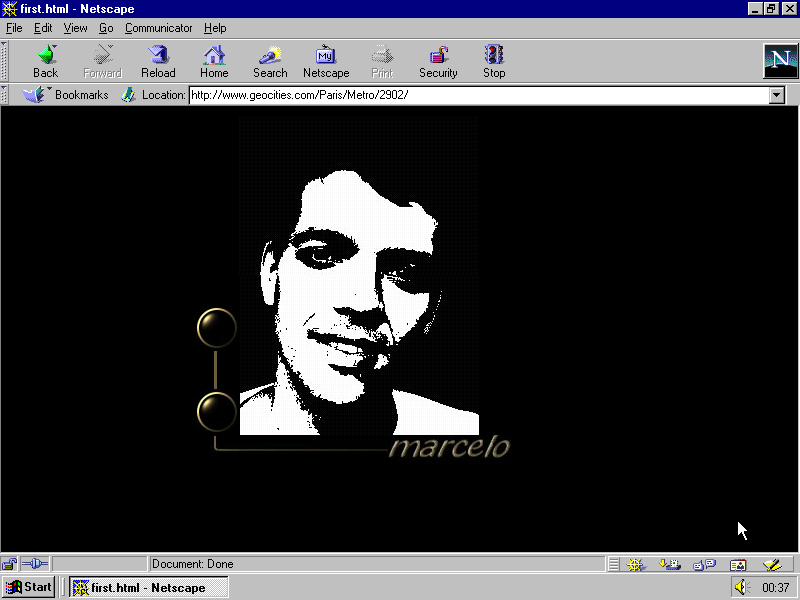 first.html - Netscape
File Edit View Go Communicator Help
My N
Back Forward Reload Home Search Netscape Print Security Stop
Bookmarks Location: http://www.geocities.com/Paris/Metro/2902/
marcelo
Document: Done
Start first.html - Netscape 00:37